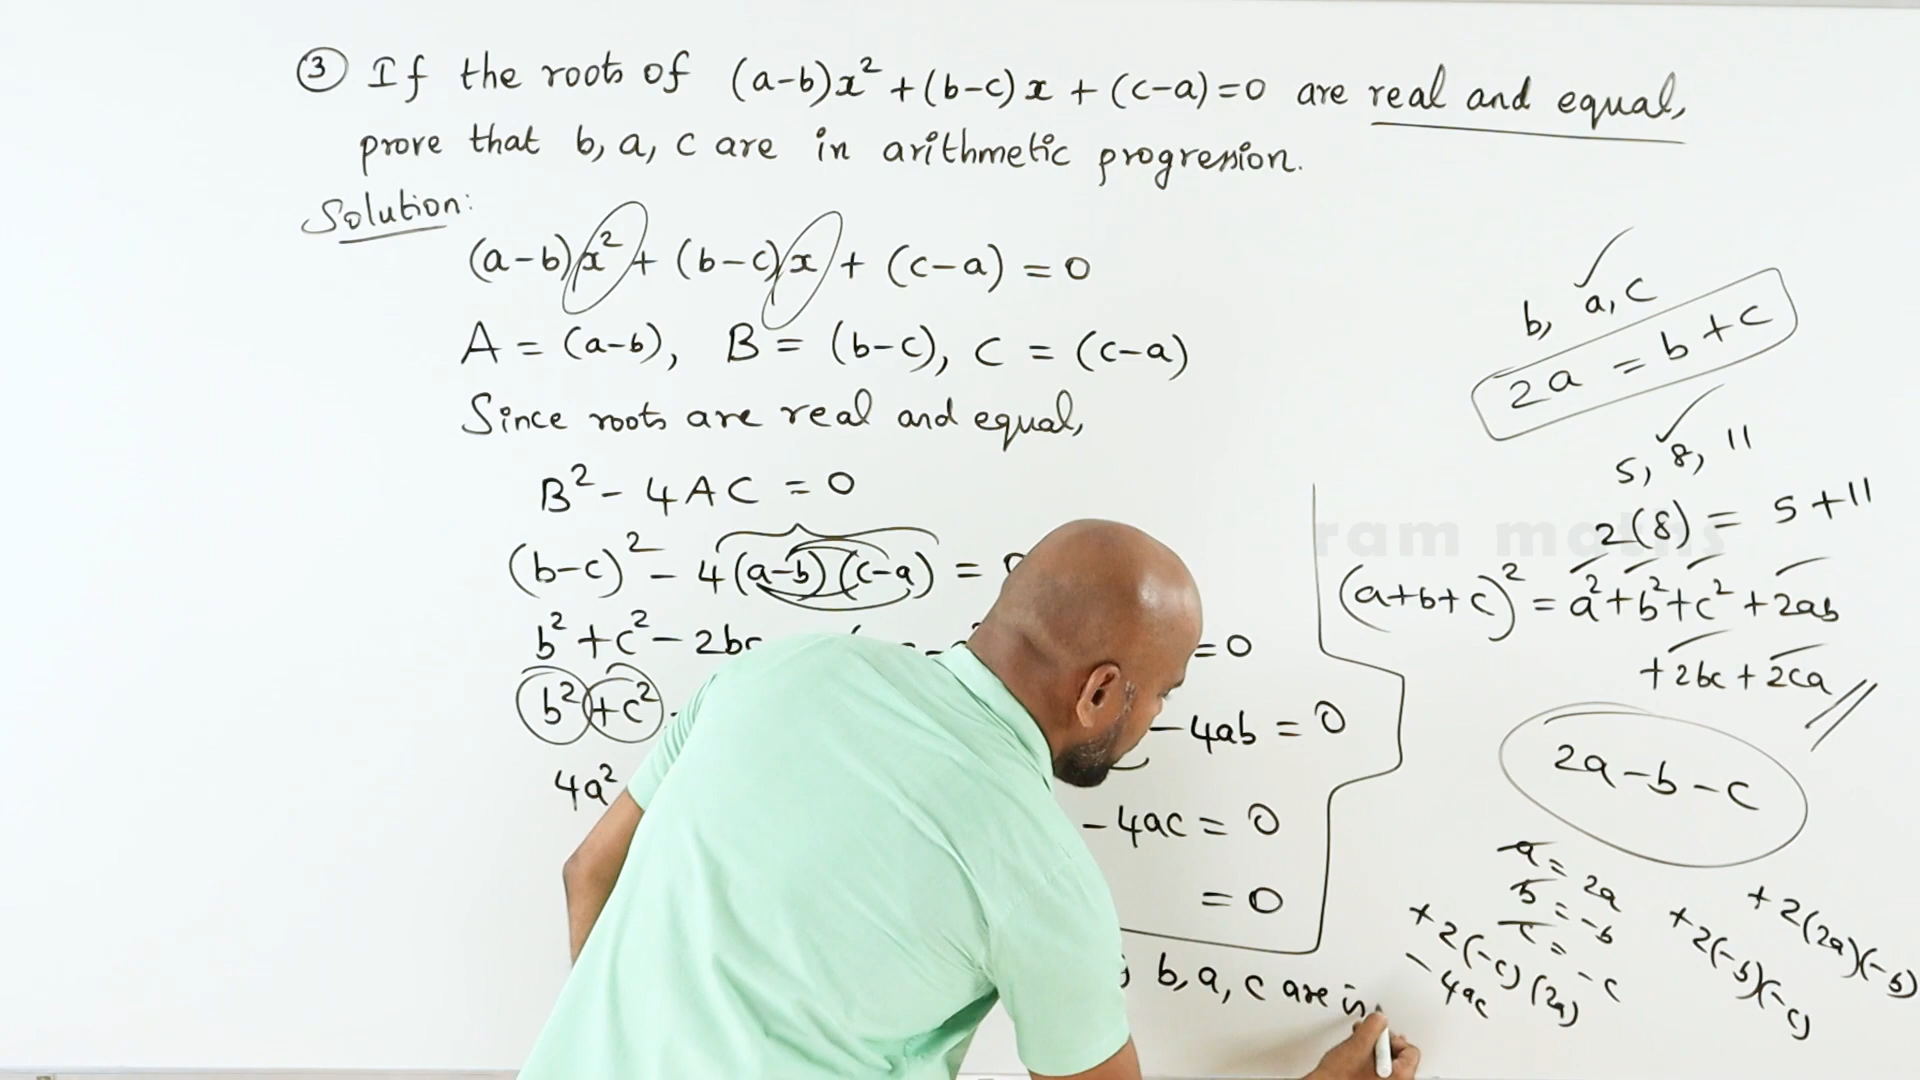 ③ If the roots of (a-b)x² + (b-c)x + (c-a) = 0 are real and equal,
prove that b, a, c are in arithmetic progression.
Solution:
(a-b)x² + (b-c)x + (c-a) = 0
A = (a-b), B = (b-c), C = (c-a)
Since roots are real and equal,
B² - 4AC = 0
(b-c)² - 4(a-b)(c-a) =
b² + c² - 2bc
= 0
b² + c²
- 4ab = 0
4a²
- 4ac = 0
= 0
b, a, c are in
b, a, c
2a = b + c
5, 8, 11
2(8) = 5 + 11
ram maths
(a+b+c)² = a² + b² + c² + 2ab
+ 2bc + 2ca //
2a - b - c
a = 2a
b = -b
c = -c
+ 2(2a)(-b)
+ 2(-b)(-c)
+ 2(-c)(2a)
- 4ac